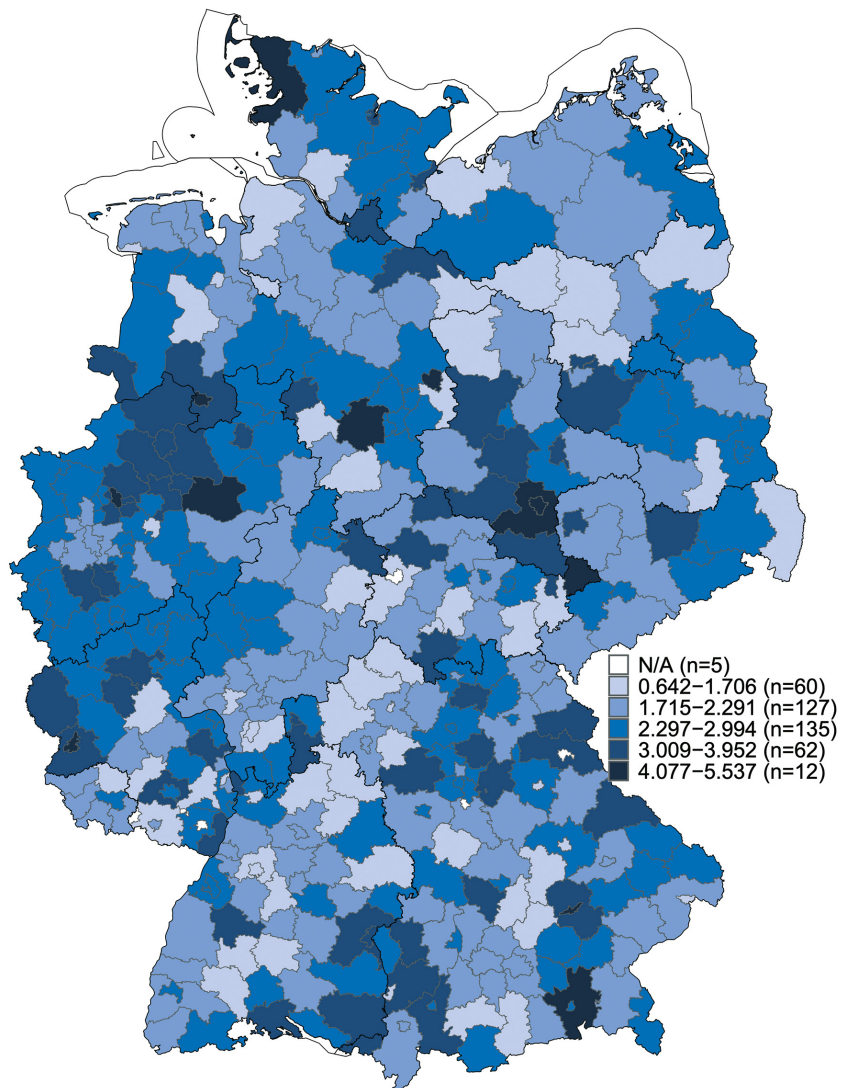 N/A (n=5)
0.642−1.706 (n=60)
1.715−2.291 (n=127)
2.297−2.994 (n=135)
3.009−3.952 (n=62)
4.077−5.537 (n=12)